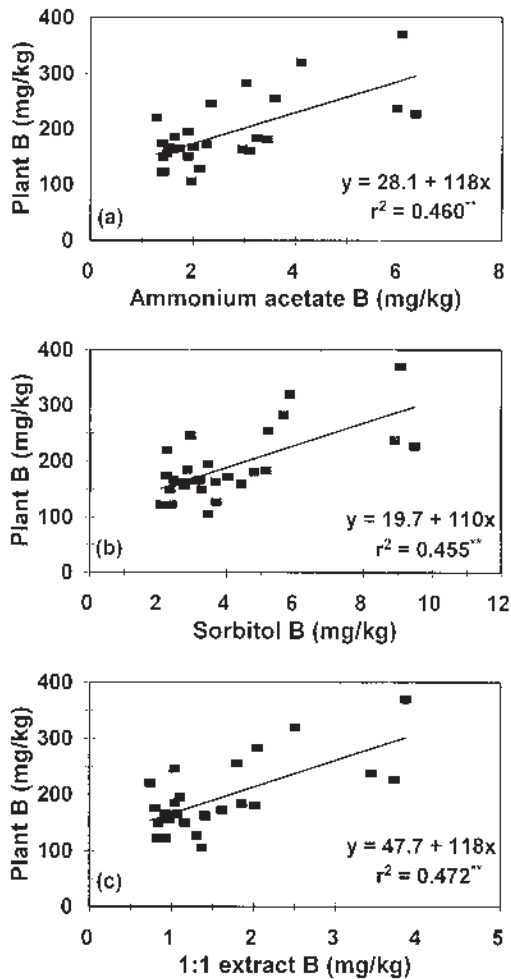 400
300
200
100
0
Plant B (mg/kg)
(a)
y = 28.1 + 118x
r² = 0.460**
0 2 4 6 8
Ammonium acetate B (mg/kg)
400
300
200
100
0
Plant B (mg/kg)
(b)
y = 19.7 + 110x
r² = 0.455**
0 2 4 6 8 10 12
Sorbitol B (mg/kg)
400
300
200
100
0
Plant B (mg/kg)
(c)
y = 47.7 + 118x
r² = 0.472**
0 1 2 3 4 5
1:1 extract B (mg/kg)